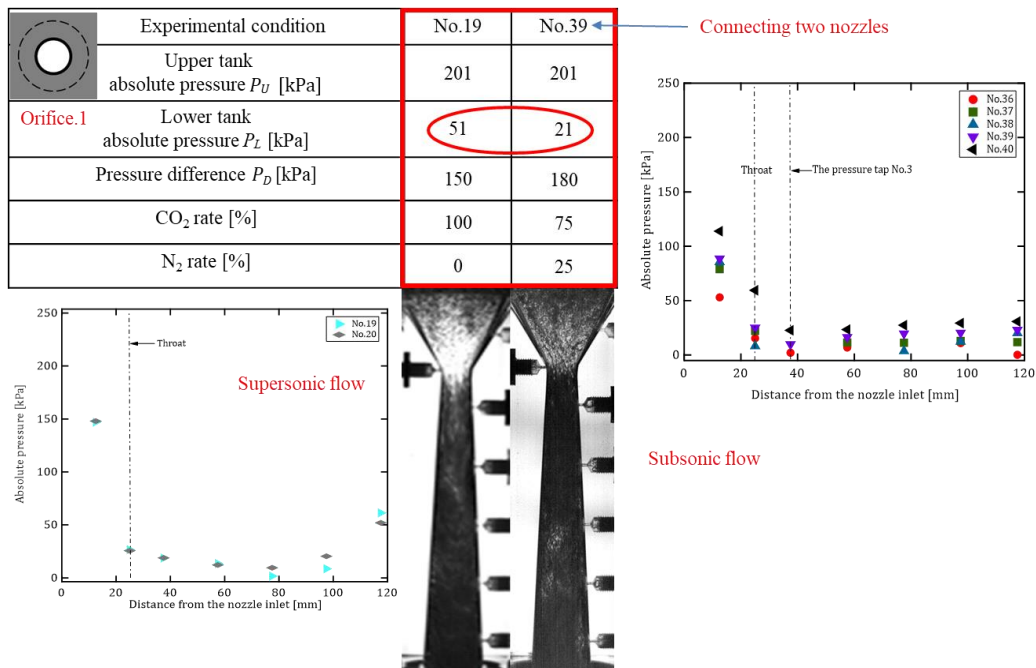 Experimental condition
No.19
No.39
Connecting two nozzles
Upper tank
absolute pressure P_U [kPa]
201
201
Orifice.1
Lower tank
absolute pressure P_L [kPa]
51
21
Pressure difference P_D [kPa]
150
180
CO₂ rate [%]
100
75
N₂ rate [%]
0
25
No.36
No.37
No.38
No.39
No.40
Throat
The pressure tap No.3
Absolute pressure [kPa]
250
200
150
100
50
0
0
20
40
60
80
100
120
Distance from the nozzle inlet [mm]
Subsonic flow
No.19
No.20
Throat
Supersonic flow
Absolute pressure [kPa]
250
200
150
100
50
0
0
20
40
60
80
100
120
Distance from the nozzle inlet [mm]